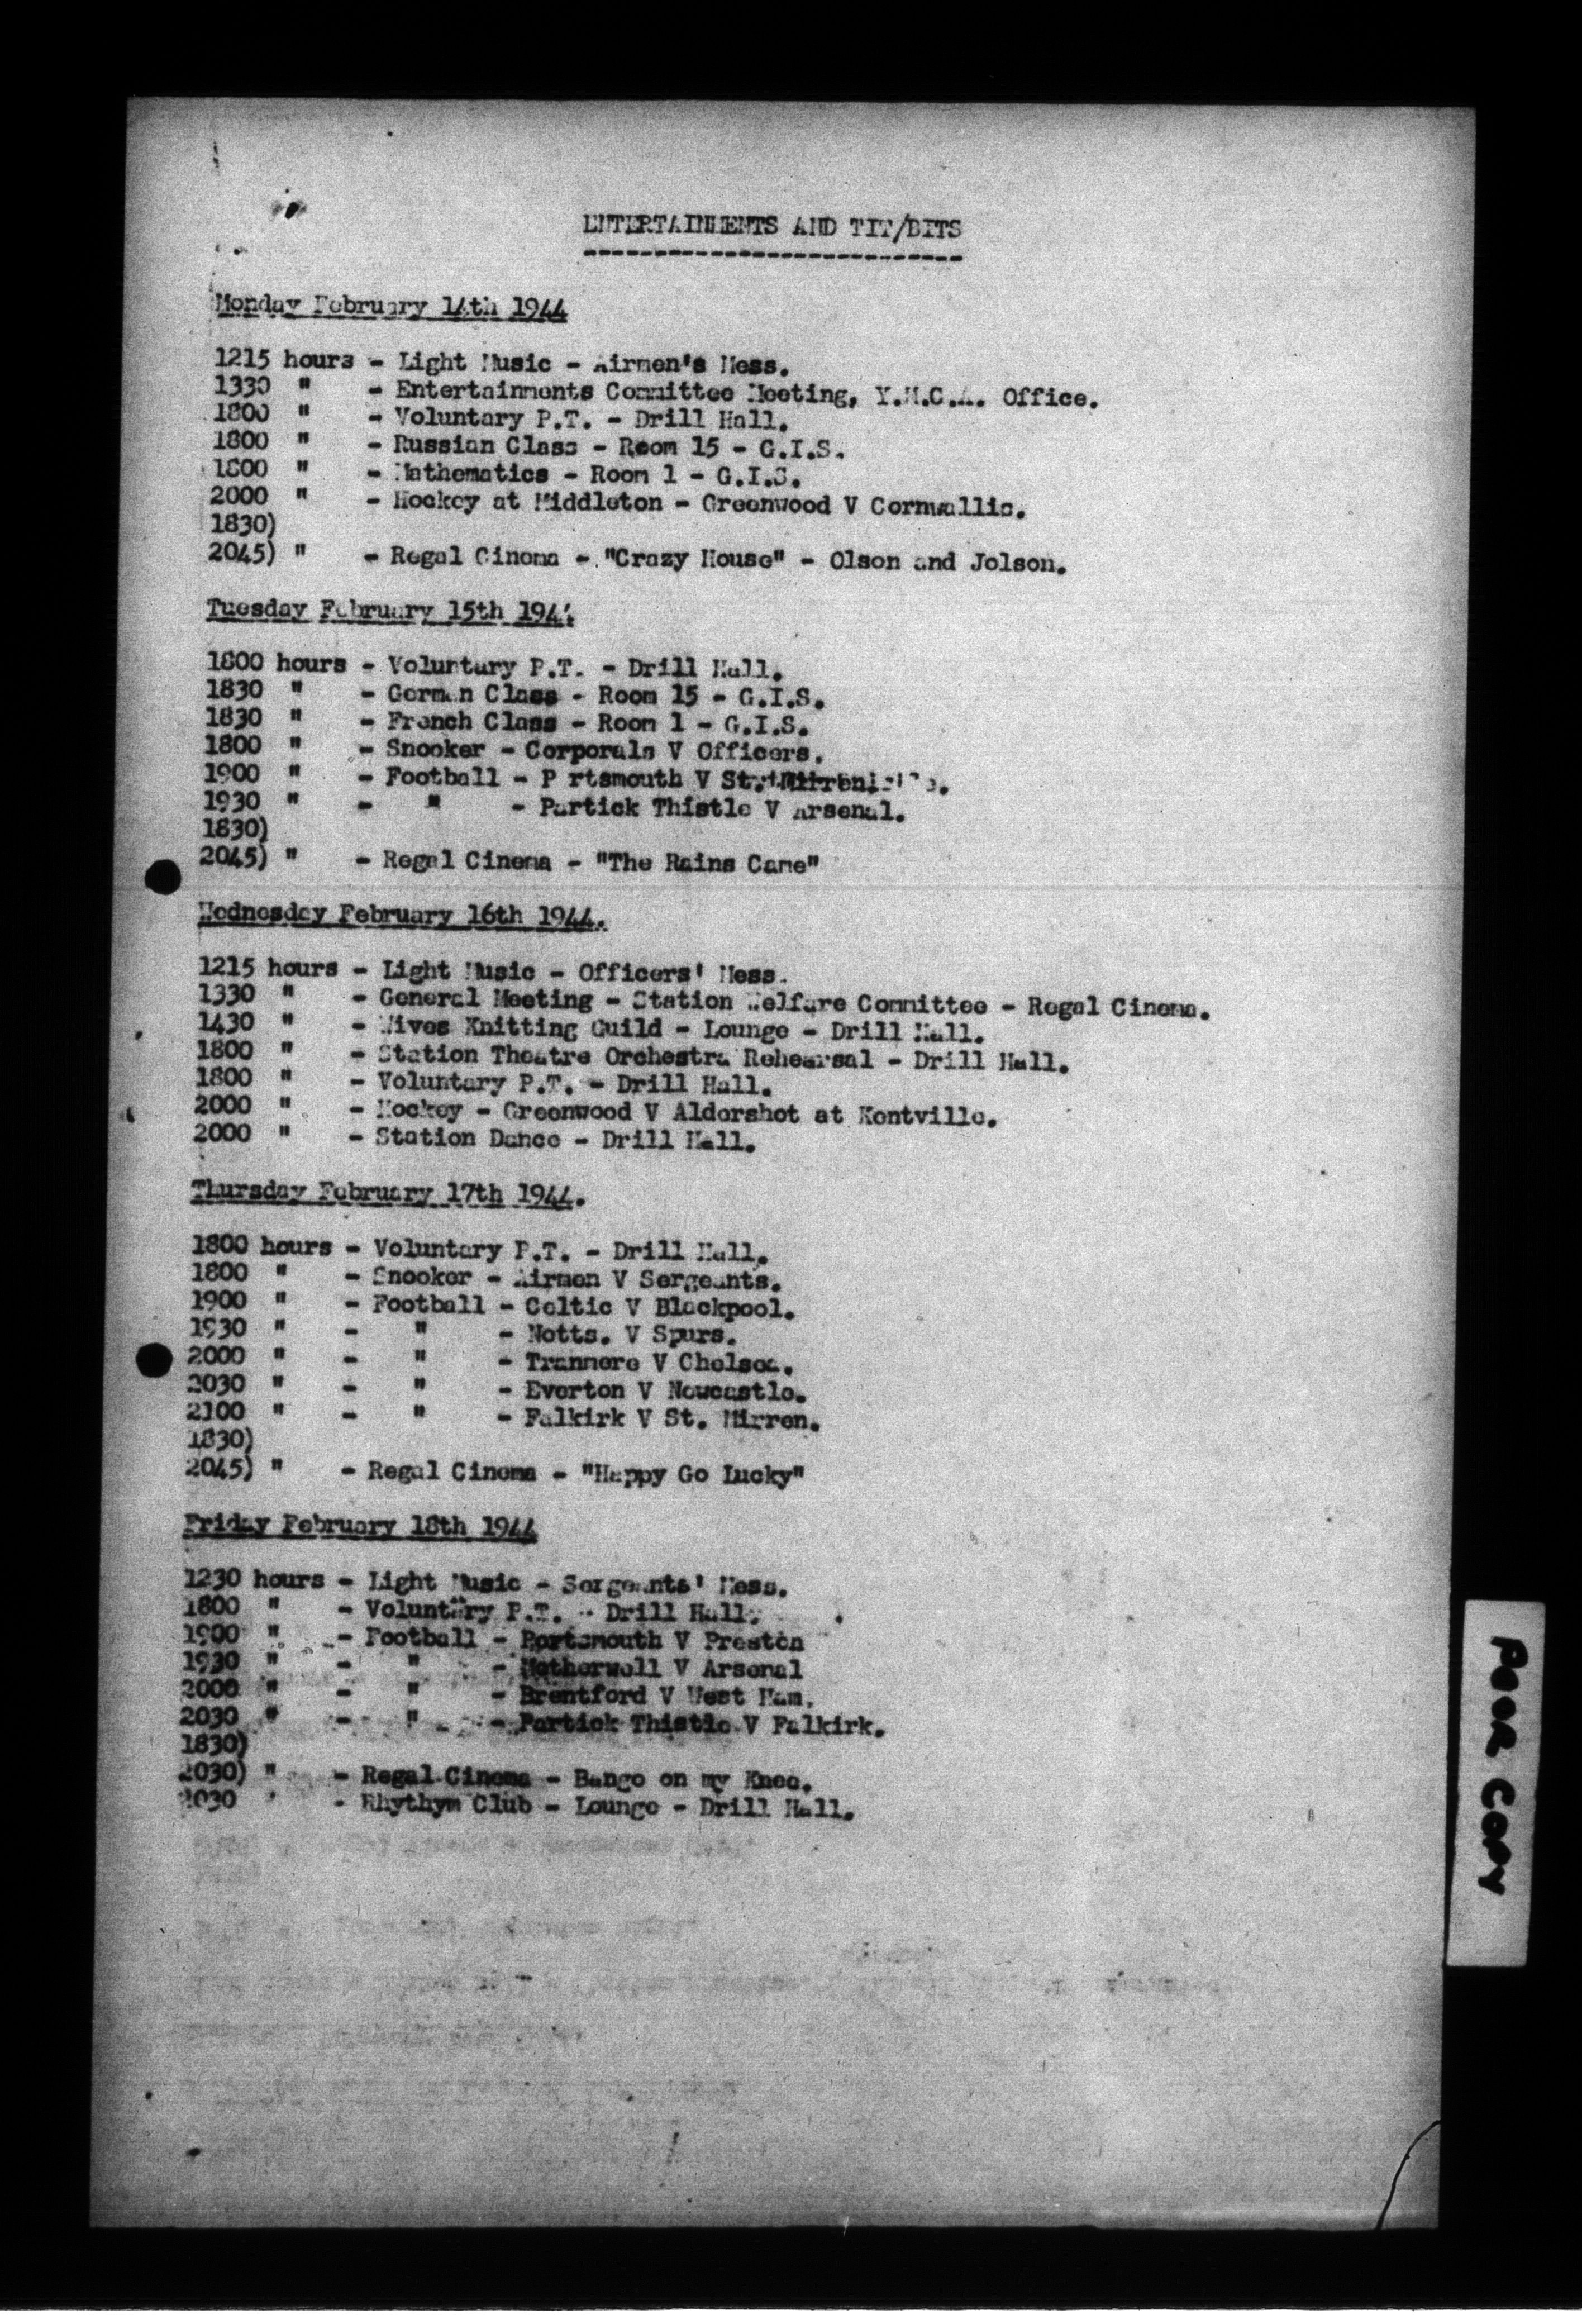 ENTERTAINMENTS AND TIT/BITS
Monday February 14th 1944
1215 hours - Light Music - Airmen's Mess.
1330 " - Entertainments Committee Meeting, Y.M.C.A. Office.
1800 " - Voluntary P.T. - Drill Hall.
1800 " - Russian Class - Room 15 - G.I.S.
1800 " - Mathematics - Room 1 - G.I.S.
2000 " - Hockey at Middleton - Greenwood V Cornwallis.
1830)
2045) " - Regal Cinema - "Crazy House" - Olson and Jolson.
Tuesday February 15th 1944
1800 hours - Voluntary P.T. - Drill Hall.
1830 " - German Class - Room 15 - G.I.S.
1830 " - French Class - Room 1 - G.I.S.
1800 " - Snooker - Corporals V Officers.
1900 " - Football - Portsmouth V St. Mirren
1930 " - " - Partick Thistle V Arsenal.
1830)
2045) " - Regal Cinema - "The Rains Came"
Wednesday February 16th 1944.
1215 hours - Light Music - Officers' Mess.
1330 " - General Meeting - Station Welfare Committee - Regal Cinema.
1430 " - Wives Knitting Guild - Lounge - Drill Hall.
1800 " - Station Theatre Orchestra Rehearsal - Drill Hall.
1800 " - Voluntary P.T. - Drill Hall.
2000 " - Hockey - Greenwood V Aldershot at Kentville.
2000 " - Station Dance - Drill Hall.
Thursday February 17th 1944.
1800 hours - Voluntary P.T. - Drill Hall.
1800 " - Snooker - Airmen V Sergeants.
1900 " - Football - Celtic V Blackpool.
1930 " - " - Notts. V Spurs.
2000 " - " - Tranmere V Chelsea.
2030 " - " - Everton V Newcastle.
2100 " - " - Falkirk V St. Mirren.
1830)
2045) " - Regal Cinema - "Happy Go Lucky"
Friday February 18th 1944
1230 hours - Light Music - Sergeants' Mess.
1800 " - Voluntary P.T. - Drill Hall.
1900 " - Football - Portsmouth V Preston
1930 " - " - Motherwell V Arsenal
2000 " - " - Brentford V West Ham.
2030 " - " - Partick Thistle V Falkirk.
1830)
2030) " - Regal Cinema - Bango on my Knee.
2030 " - Rhythym Club - Lounge - Drill Hall.
POOR COPY